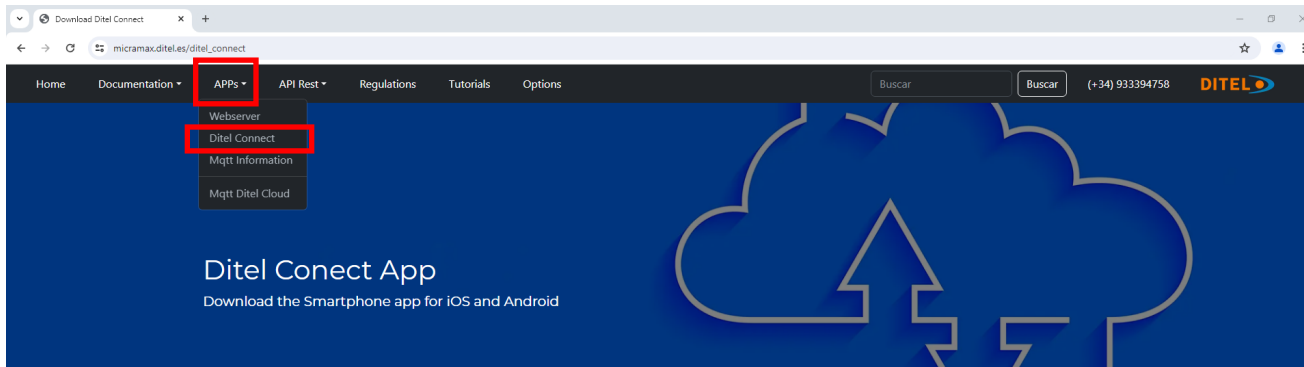 Download Ditel Connect
micramax.ditel.es/ditel_connect
Home Documentation APPs API Rest Regulations Tutorials Options Buscar Buscar (+34) 933394758 DITEL
Webserver
Ditel Connect
Mqtt Information
Mqtt Ditel Cloud
Ditel Conect App
Download the Smartphone app for iOS and Android